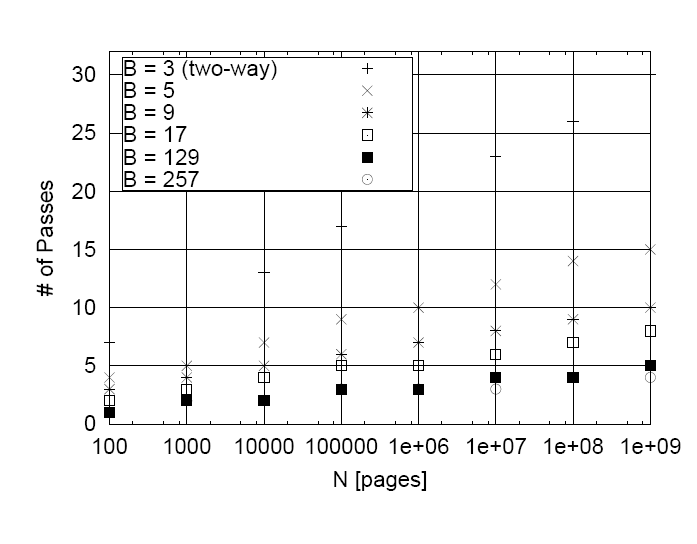 # of Passes
30
25
20
15
10
5
0
B = 3 (two-way)
B = 5
B = 9
B = 17
B = 129
B = 257
100 1000 10000 100000 1e+06 1e+07 1e+08 1e+09
N [pages]